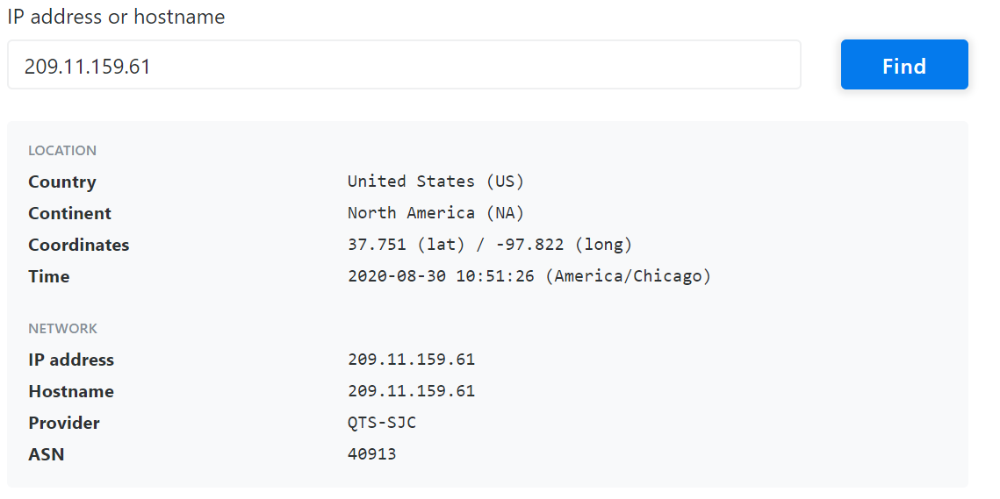 IP address or hostname
209.11.159.61 Find
LOCATION
Country United States (US)
Continent North America (NA)
Coordinates 37.751 (lat) / -97.822 (long)
Time 2020-08-30 10:51:26 (America/Chicago)
NETWORK
IP address 209.11.159.61
Hostname 209.11.159.61
Provider QTS-SJC
ASN 40913